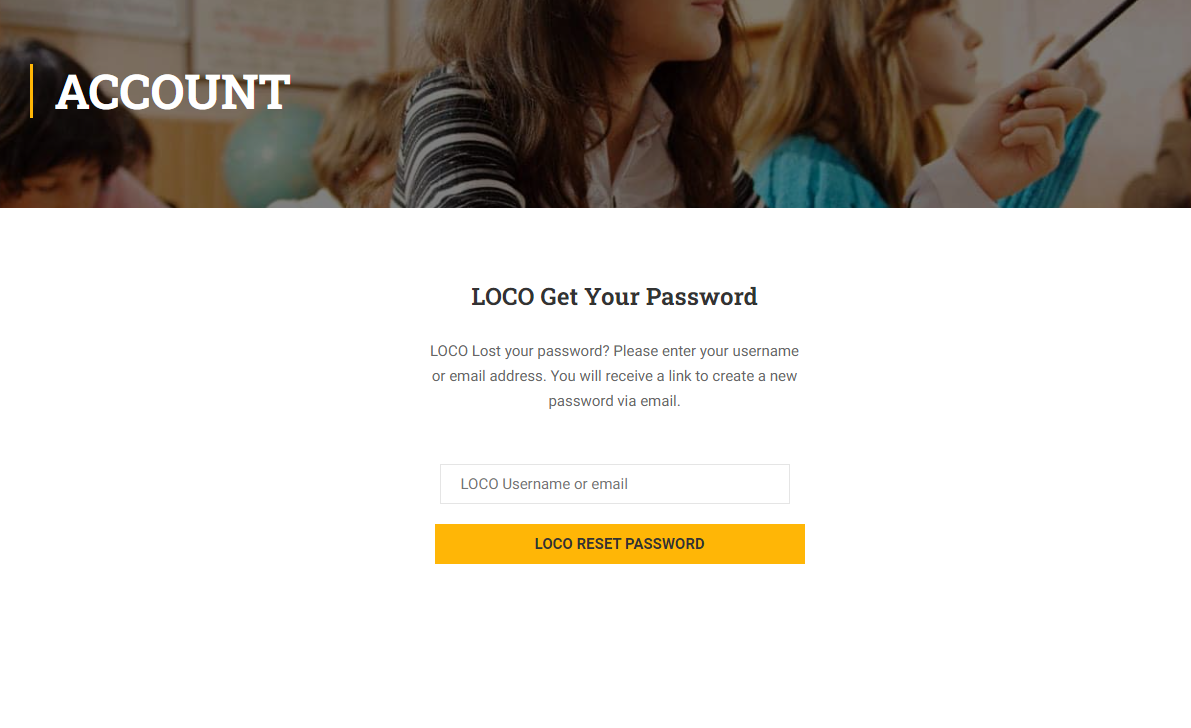 ACCOUNT
LOCO Get Your Password
LOCO Lost your password? Please enter your username
or email address. You will receive a link to create a new
password via email.
LOCO Username or email
LOCO RESET PASSWORD